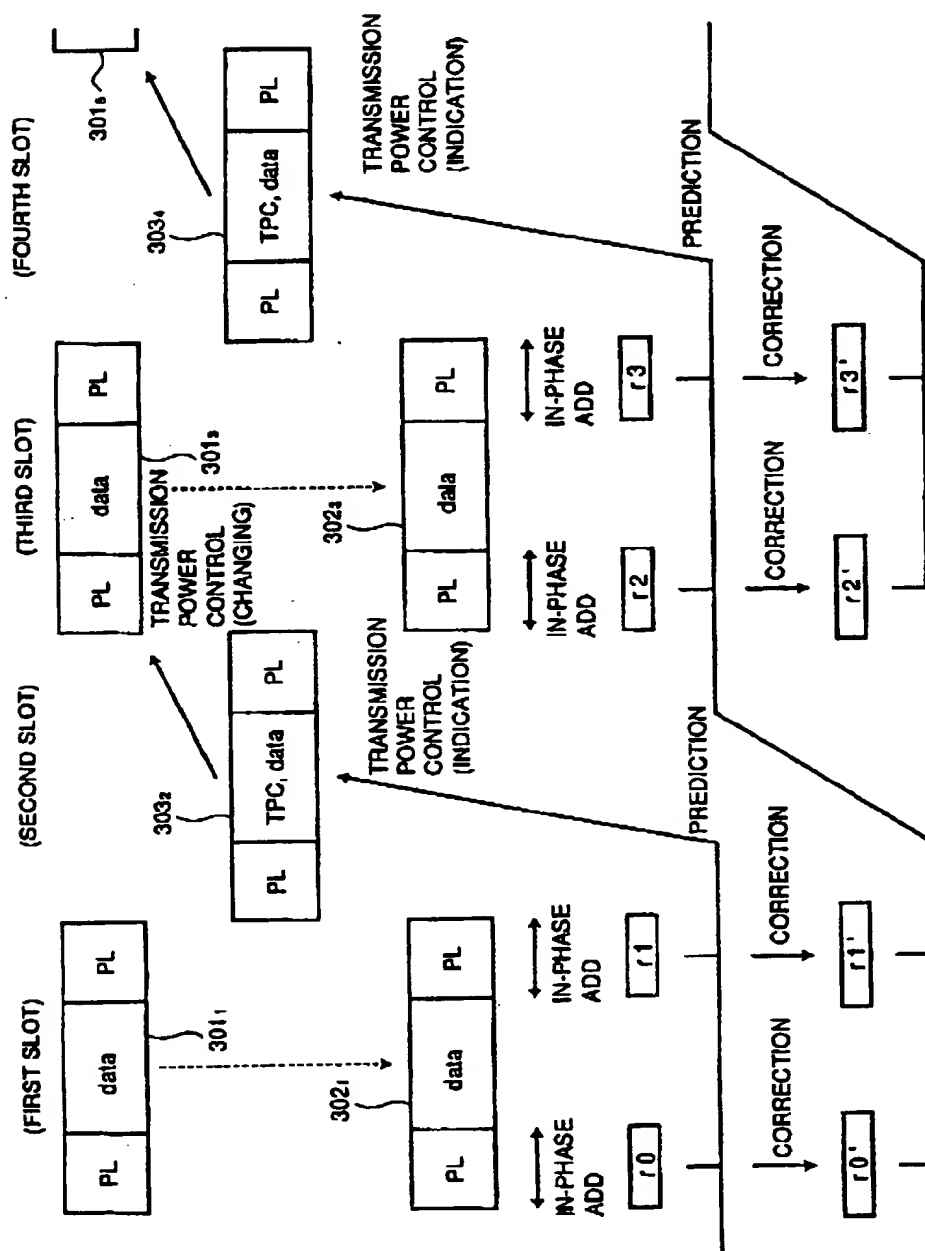 (FIRST SLOT)
(SECOND SLOT)
(THIRD SLOT)
(FOURTH SLOT)
PL
data
PL
301₁
PL
data
PL
301₃
301₅
TRANSMISSION
POWER
CONTROL
(CHANGING)
303₂
PL
TPC, data
PL
303₄
PL
TPC, data
PL
302₁
PL
data
PL
302₃
PL
data
PL
TRANSMISSION
POWER
CONTROL
(INDICATION)
TRANSMISSION
POWER
CONTROL
(INDICATION)
IN-PHASE
ADD
IN-PHASE
ADD
IN-PHASE
ADD
IN-PHASE
ADD
r0
r1
r2
r3
PREDICTION
PREDICTION
CORRECTION
CORRECTION
CORRECTION
CORRECTION
r0'
r1'
r2'
r3'